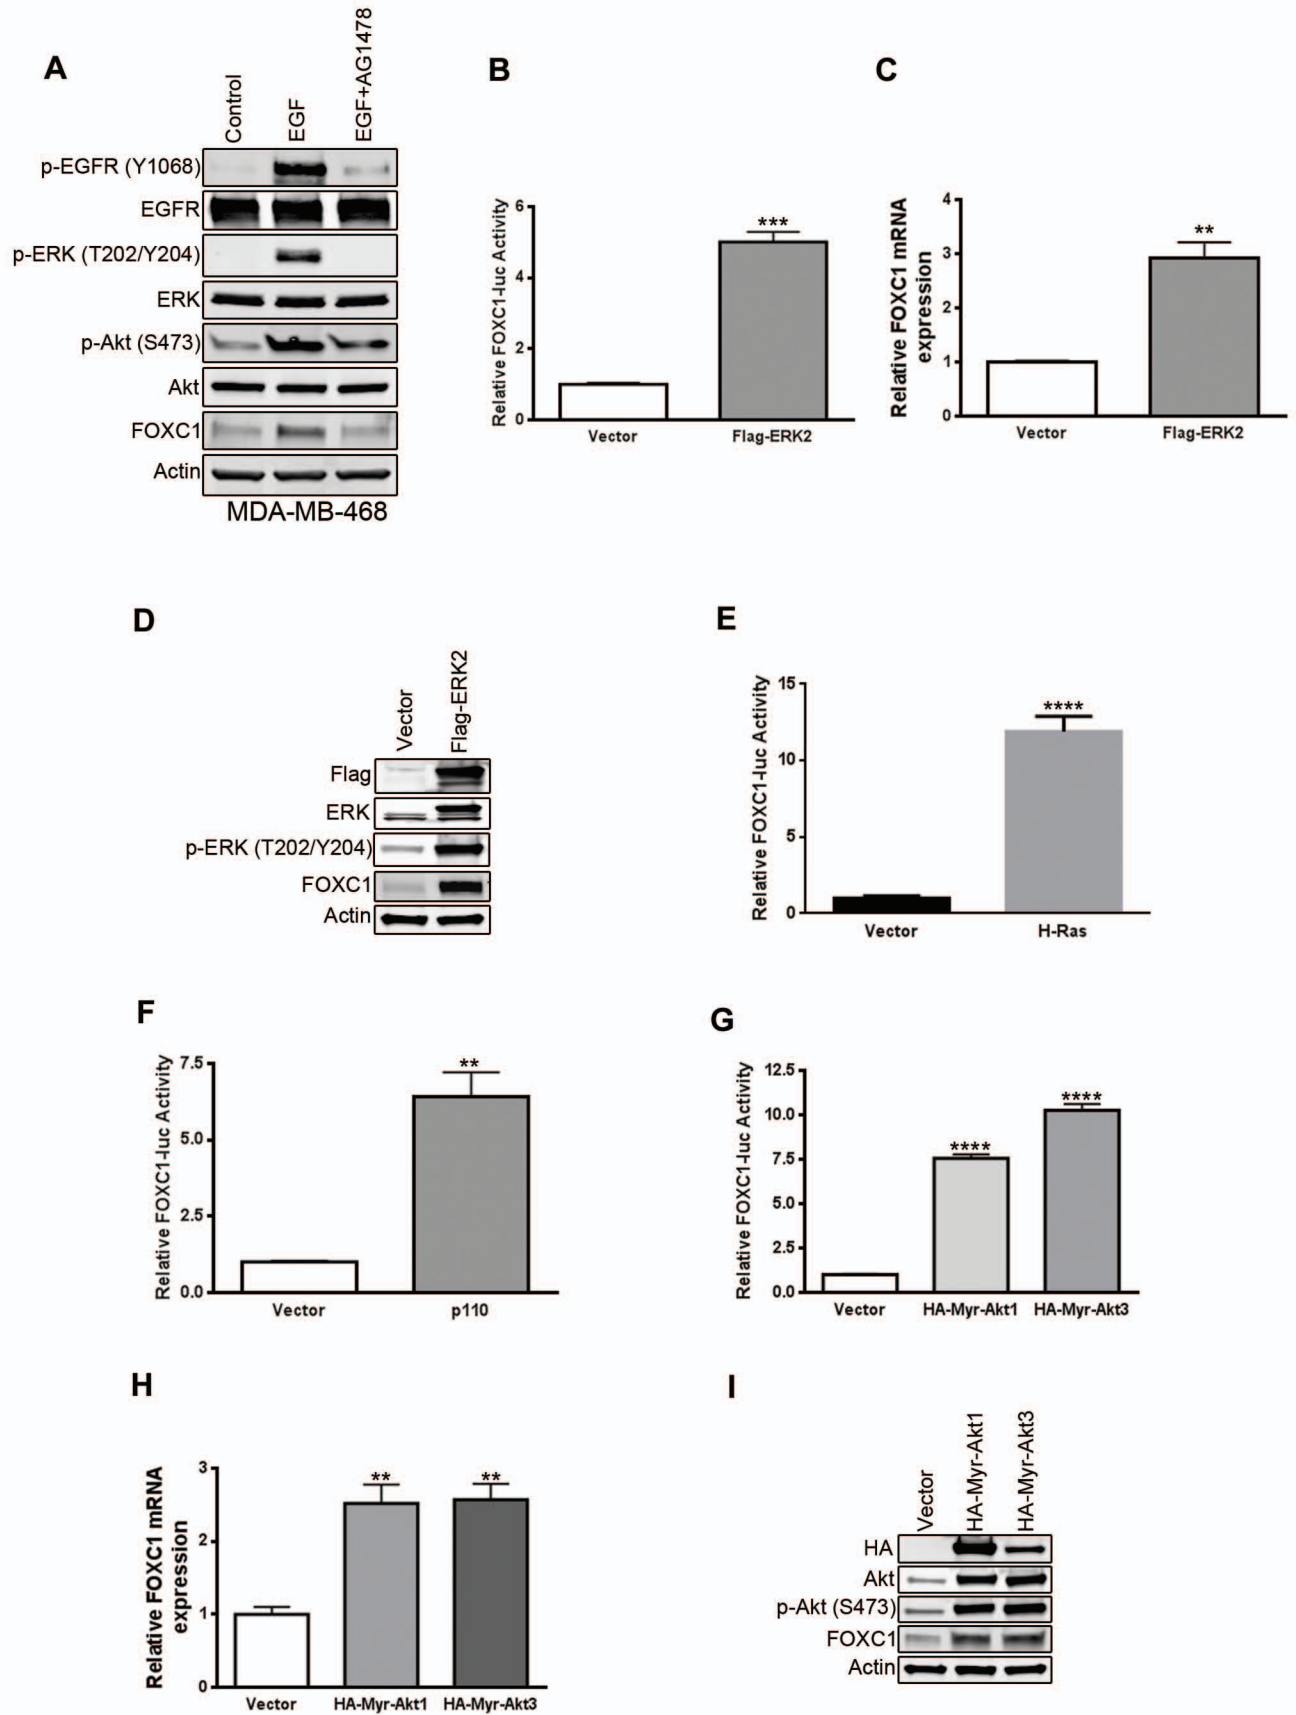 A
Control
EGF
EGF+AG1478
p-EGFR (Y1068)
EGFR
p-ERK (T202/Y204)
ERK
p-Akt (S473)
Akt
FOXC1
Actin
MDA-MB-468
B
Relative FOXC1-luc Activity
6
4
2
0
***
Vector
Flag-ERK2
C
Relative FOXC1 mRNA
expression
4
3
2
1
0
**
Vector
Flag-ERK2
D
Vector
Flag-ERK2
Flag
ERK
p-ERK (T202/Y204)
FOXC1
Actin
E
Relative FOXC1-luc Activity
15
10
5
0
****
Vector
H-Ras
F
Relative FOXC1-luc Activity
7.5
5.0
2.5
0.0
**
Vector
p110
G
Relative FOXC1-luc Activity
12.5
10.0
7.5
5.0
2.5
0.0
****
****
Vector
HA-Myr-Akt1
HA-Myr-Akt3
H
Relative FOXC1 mRNA
expression
3
2
1
0
**
**
Vector
HA-Myr-Akt1
HA-Myr-Akt3
I
Vector
HA-Myr-Akt1
HA-Myr-Akt3
HA
Akt
p-Akt (S473)
FOXC1
Actin